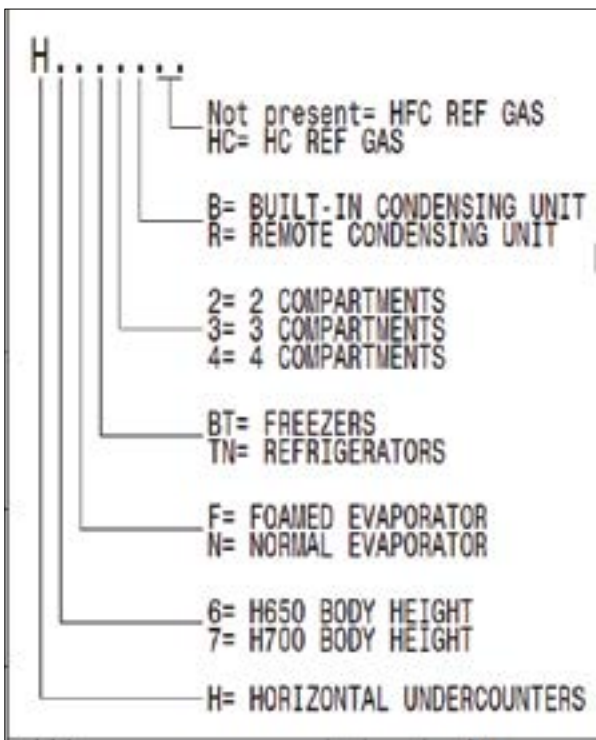 H.......
Not present= HFC REF GAS
HC= HC REF GAS
B= BUILT-IN CONDENSING UNIT
R= REMOTE CONDENSING UNIT
2= 2 COMPARTMENTS
3= 3 COMPARTMENTS
4= 4 COMPARTMENTS
BT= FREEZERS
TN= REFRIGERATORS
F= FOAMED EVAPORATOR
N= NORMAL EVAPORATOR
6= H650 BODY HEIGHT
7= H700 BODY HEIGHT
H= HORIZONTAL UNDERCOUNTERS